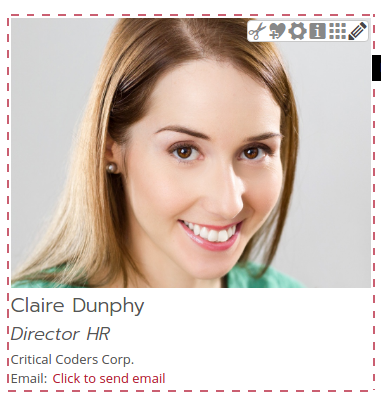 Claire Dunphy
Director HR
Critical Coders Corp.
Email: Click to send email